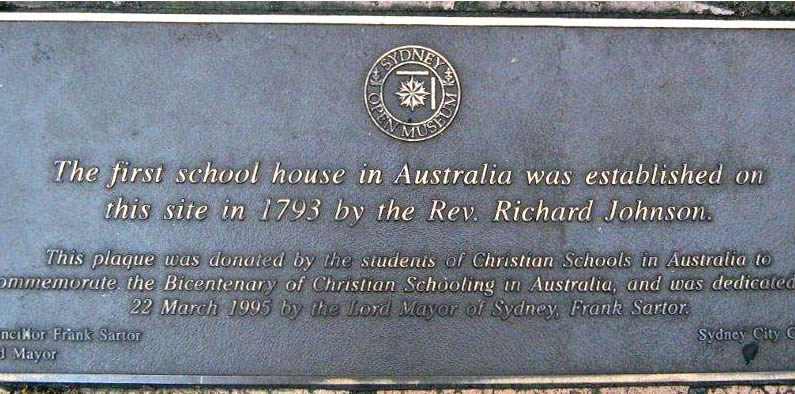 SYDNEY
OPEN MUSEUM
The first school house in Australia was established on
this site in 1793 by the Rev. Richard Johnson.
This plaque was donated by the students of Christian Schools in Australia to
ommemorate the Bicentenary of Christian Schooling in Australia, and was dedicated
22 March 1995 by the Lord Mayor of Sydney, Frank Sartor.
ncillor Frank Sartor
d Mayor
Sydney City C